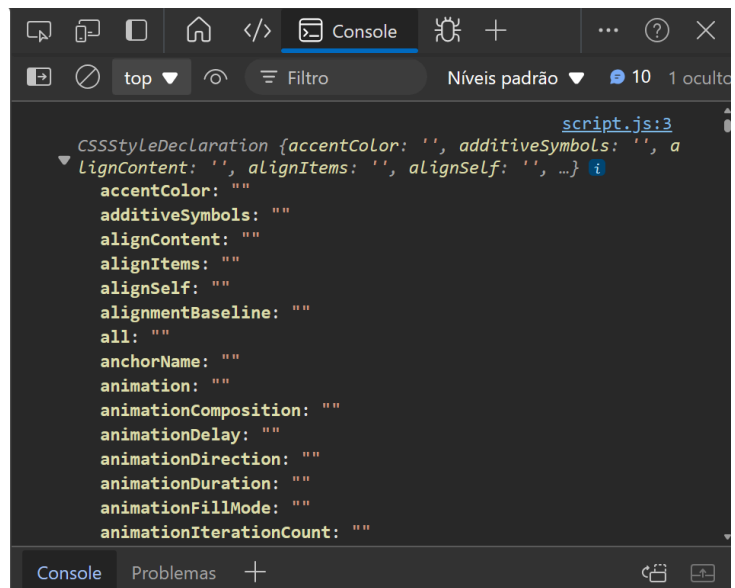 </> Console
top Filtro Níveis padrão 10 1 oculto
script.js:3
CSSStyleDeclaration {accentColor: '', additiveSymbols: '', a
lignContent: '', alignItems: '', alignSelf: '', …} i
accentColor: ""
additiveSymbols: ""
alignContent: ""
alignItems: ""
alignSelf: ""
alignmentBaseline: ""
all: ""
anchorName: ""
animation: ""
animationComposition: ""
animationDelay: ""
animationDirection: ""
animationDuration: ""
animationFillMode: ""
animationIterationCount: ""
Console Problemas